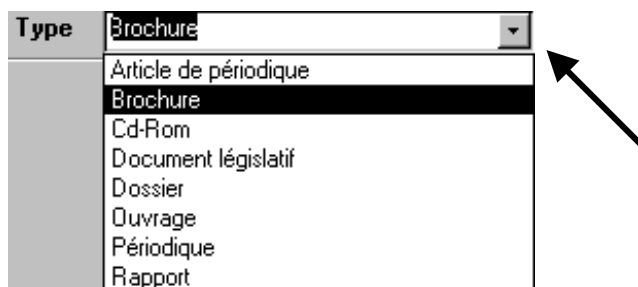 Type Brochure
Article de périodique
Brochure
Cd-Rom
Document législatif
Dossier
Ouvrage
Périodique
Rapport